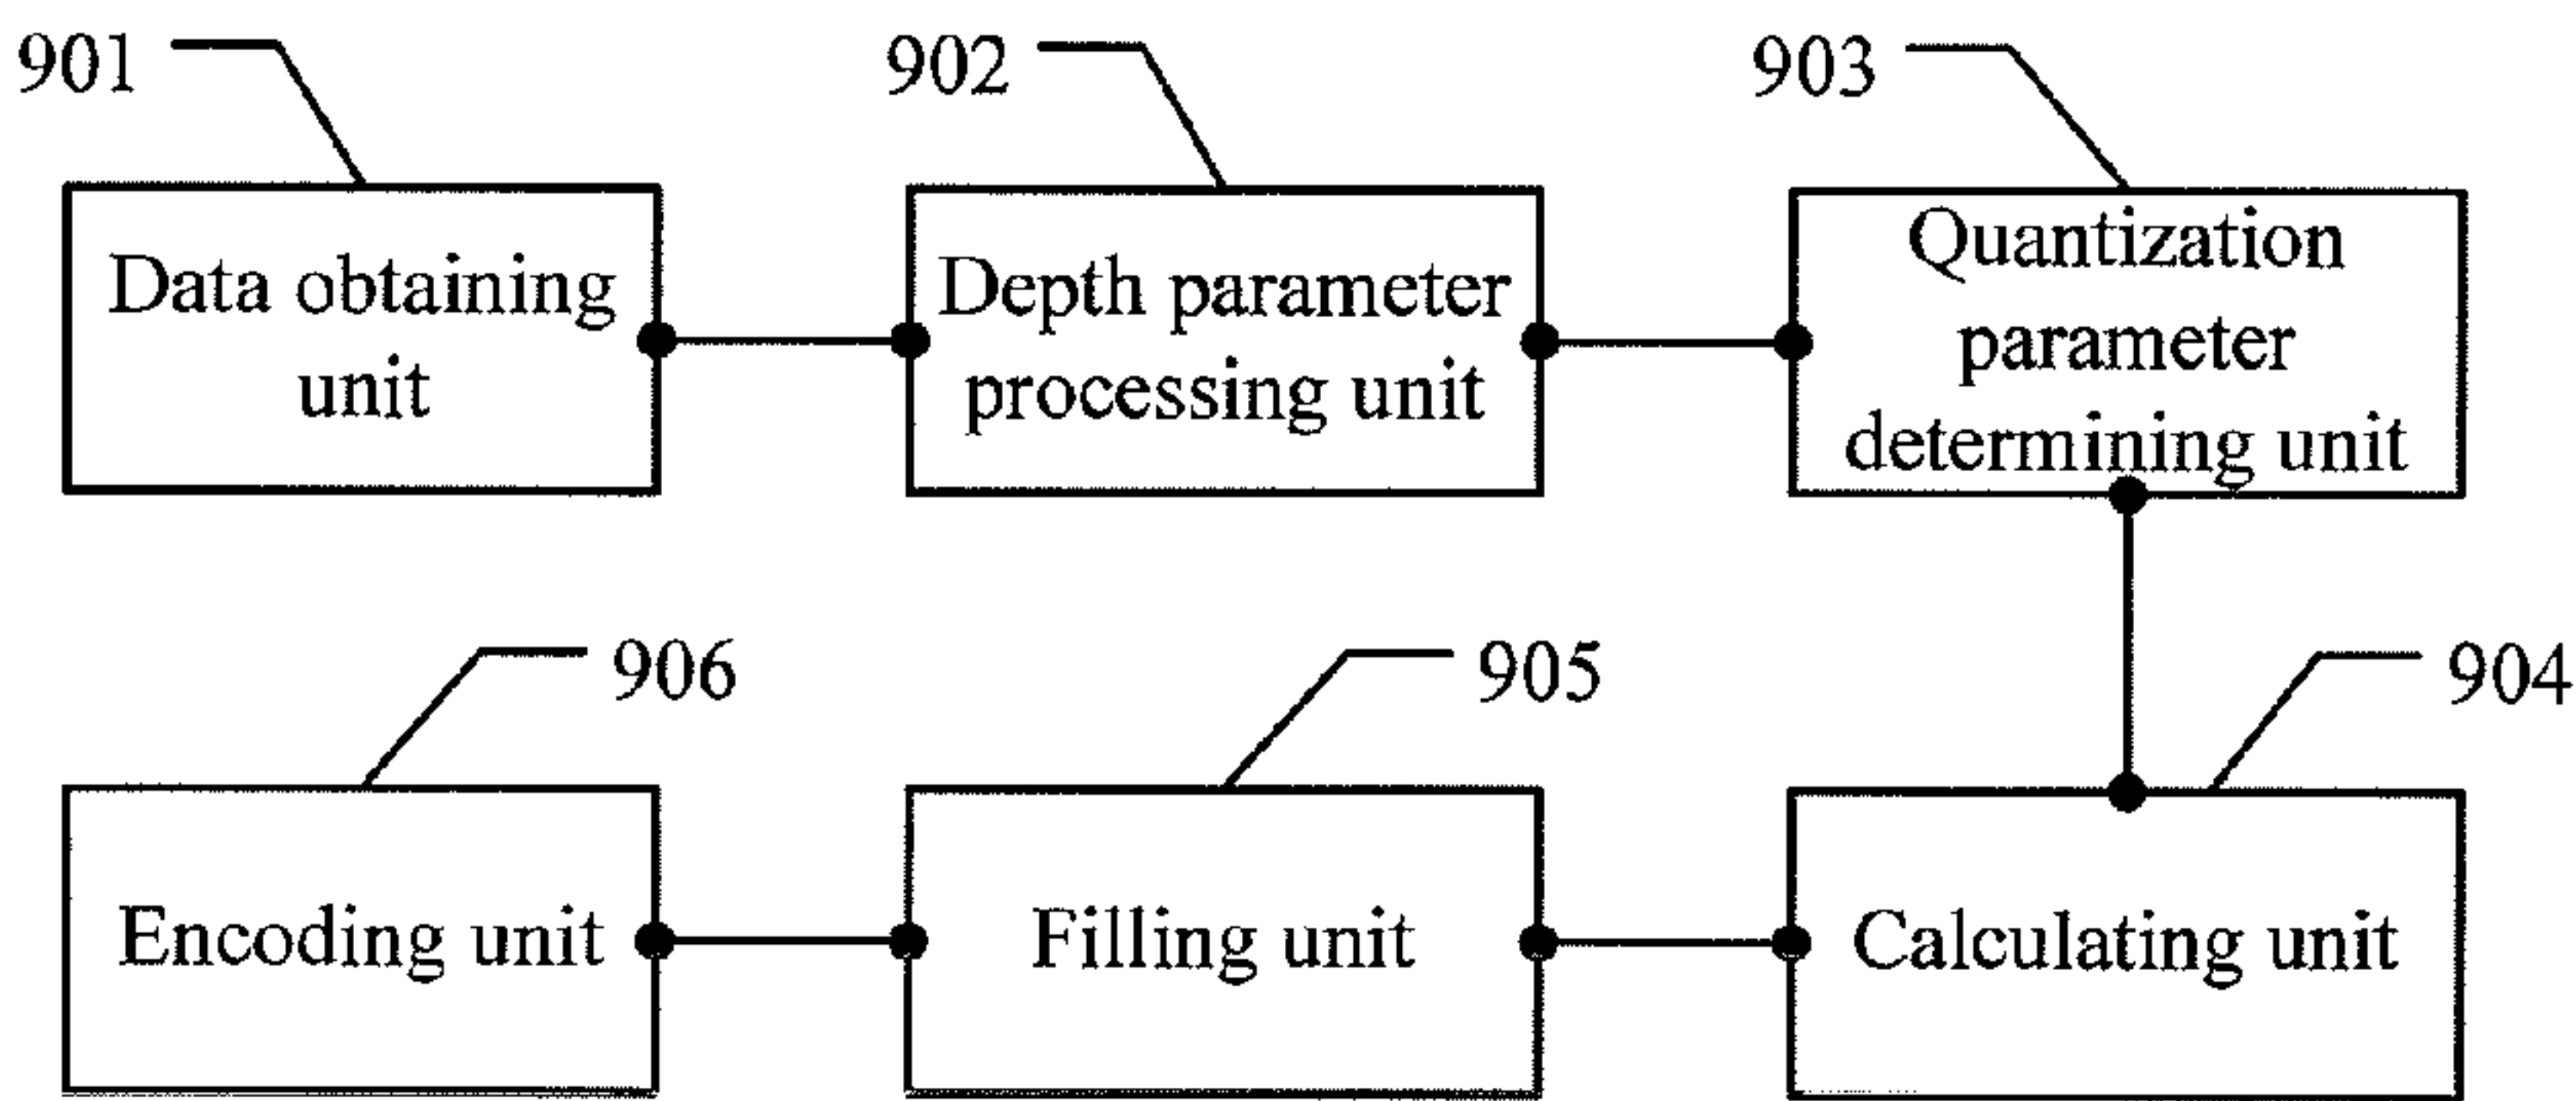 901
902
903
Data obtaining
unit
Depth parameter
processing unit
Quantization
parameter
determining unit
906
905
904
Encoding unit
Filling unit
Calculating unit